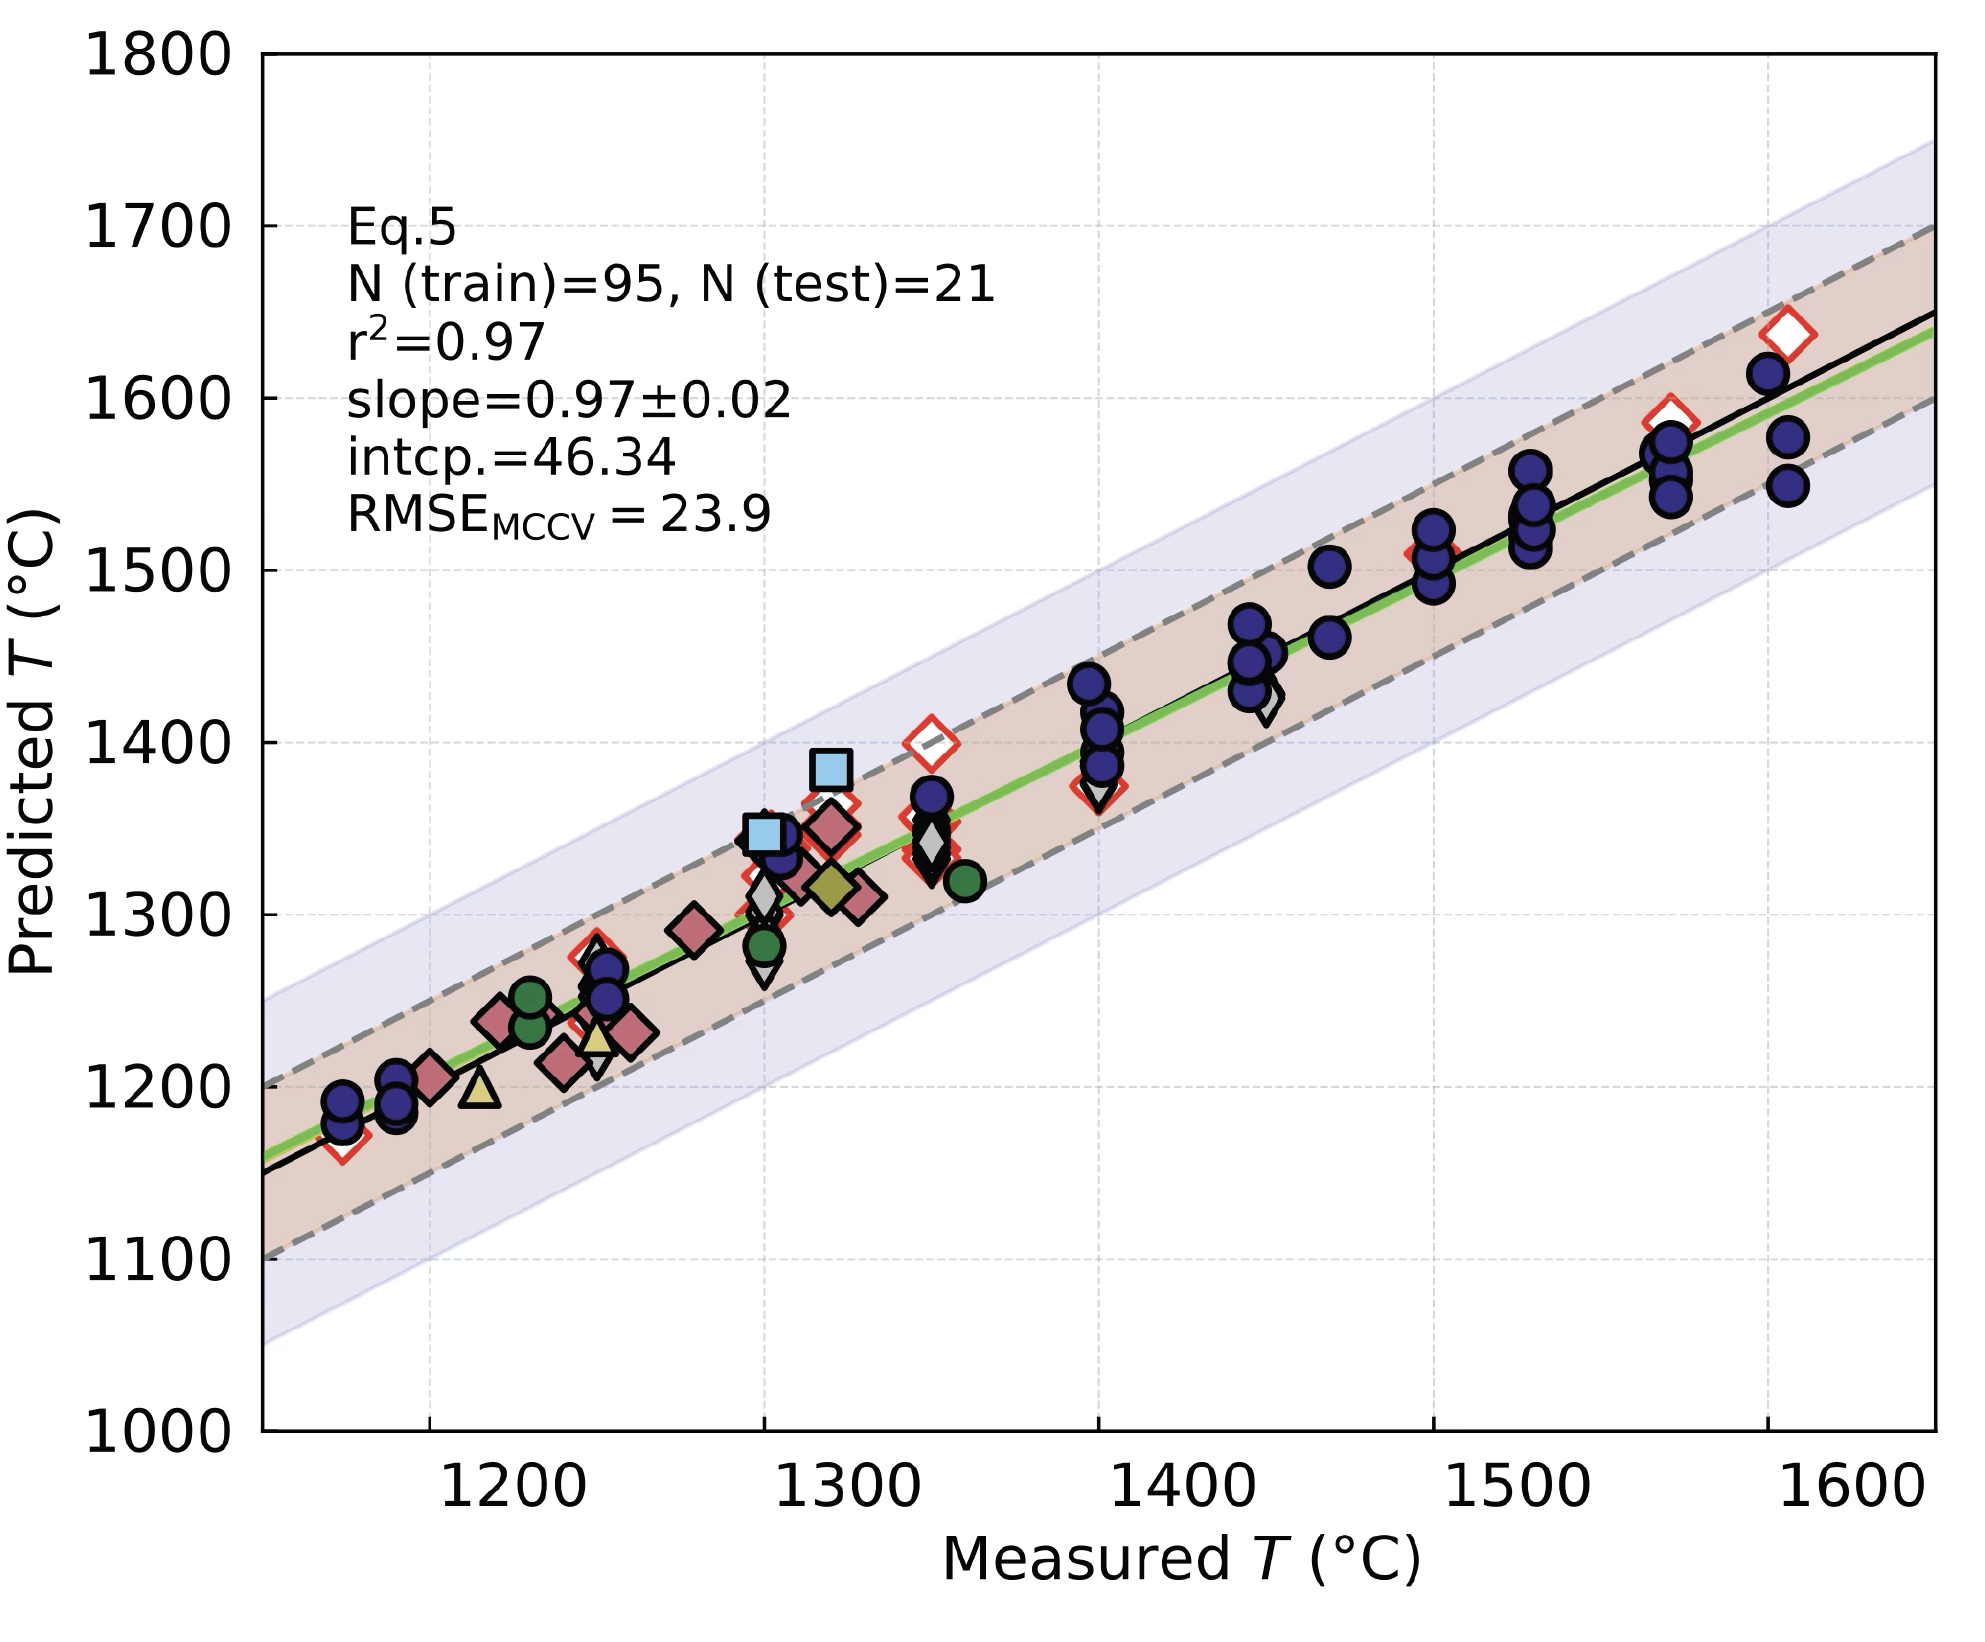 1800
1700
1600
1500
1400
1300
1200
1100
1000
Predicted T (°C)
Eq.5
N (train)=95, N (test)=21
r²=0.97
slope=0.97±0.02
intcp.=46.34
RMSE_MCCV = 23.9
1200 1300 1400 1500 1600
Measured T (°C)